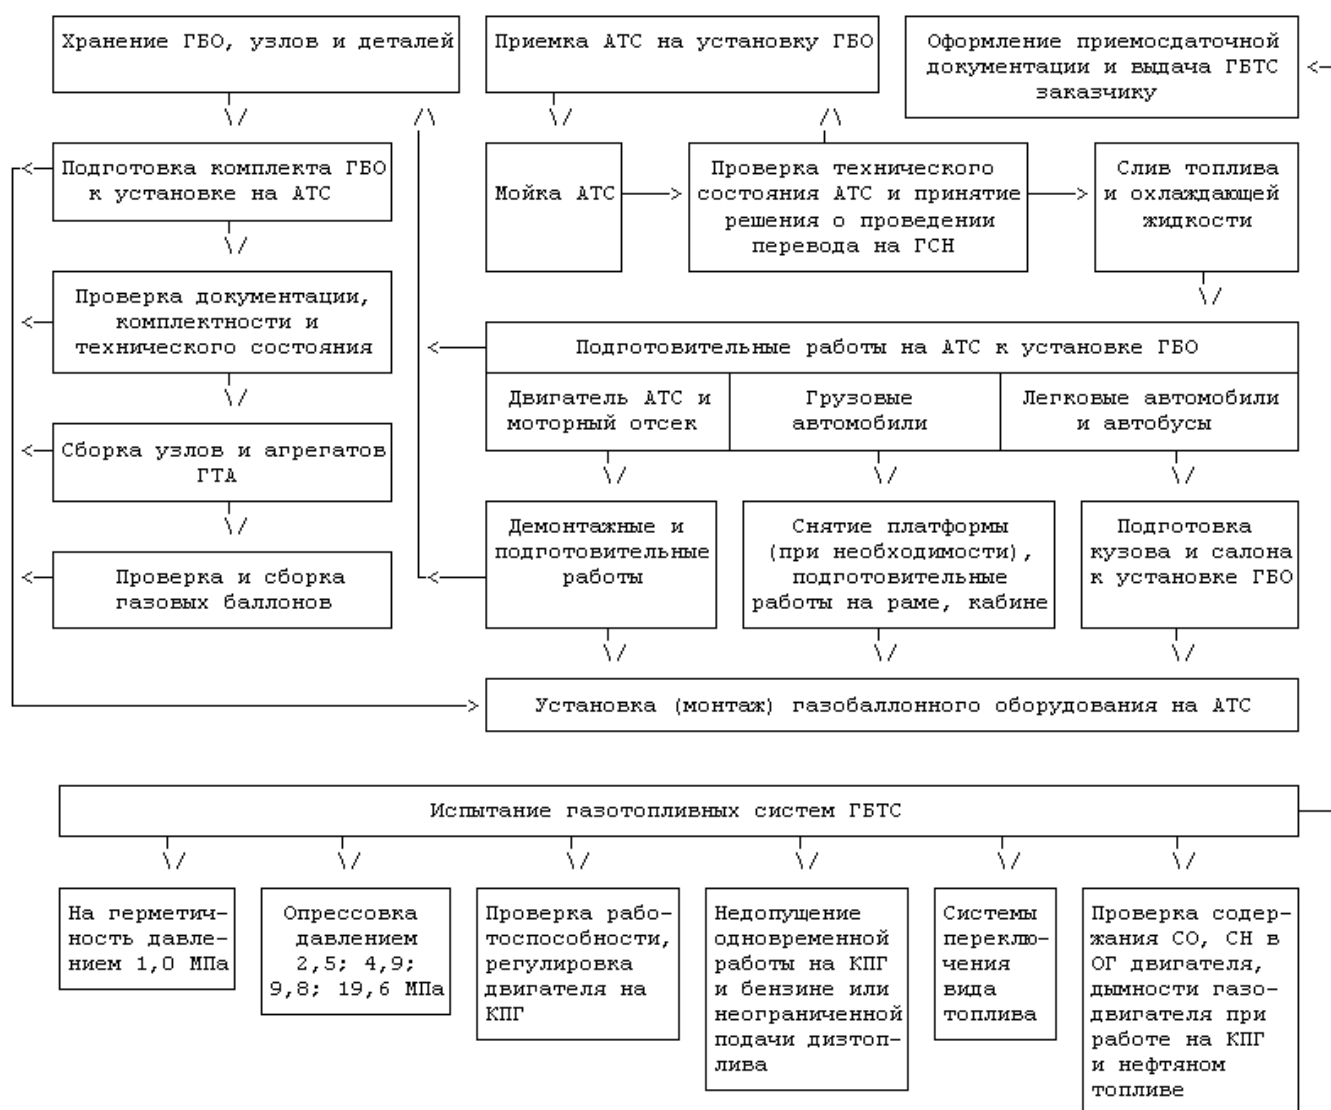 Хранение ГБО, узлов и деталей
Приемка АТС на установку ГБО
Оформление приемосдаточной
документации и выдача ГБТС
заказчику
Подготовка комплекта ГБО
к установке на АТС
Мойка АТС
Проверка технического
состояния АТС и принятие
решения о проведении
перевода на ГСН
Слив топлива
и охлаждающей
жидкости
Проверка документации,
комплектности и
технического состояния
Подготовительные работы на АТС к установке ГБО
Двигатель АТС и
моторный отсек
Грузовые
автомобили
Легковые автомобили
и автобусы
Сборка узлов и агрегатов
ГТА
Демонтажные и
подготовительные
работы
Снятие платформы
(при необходимости),
подготовительные
работы на раме, кабине
Подготовка
кузова и салона
к установке ГБО
Проверка и сборка
газовых баллонов
Установка (монтаж) газобаллонного оборудования на АТС
Испытание газотопливных систем ГБТС
На герметич-
ность давле-
нием 1,0 МПа
Опрессовка
давлением
2,5; 4,9;
9,8; 19,6 МПа
Проверка рабо-
тоспособности,
регулировка
двигателя на
КПГ
Недопущение
одновременной
работы на КПГ
и бензине или
неограниченной
подачи дизтоп-
лива
Системы
переклю-
чения
вида
топлива
Проверка содер-
жания СО, СН в
ОГ двигателя,
дымности газо-
двигателя при
работе на КПГ
и нефтяном
топливе